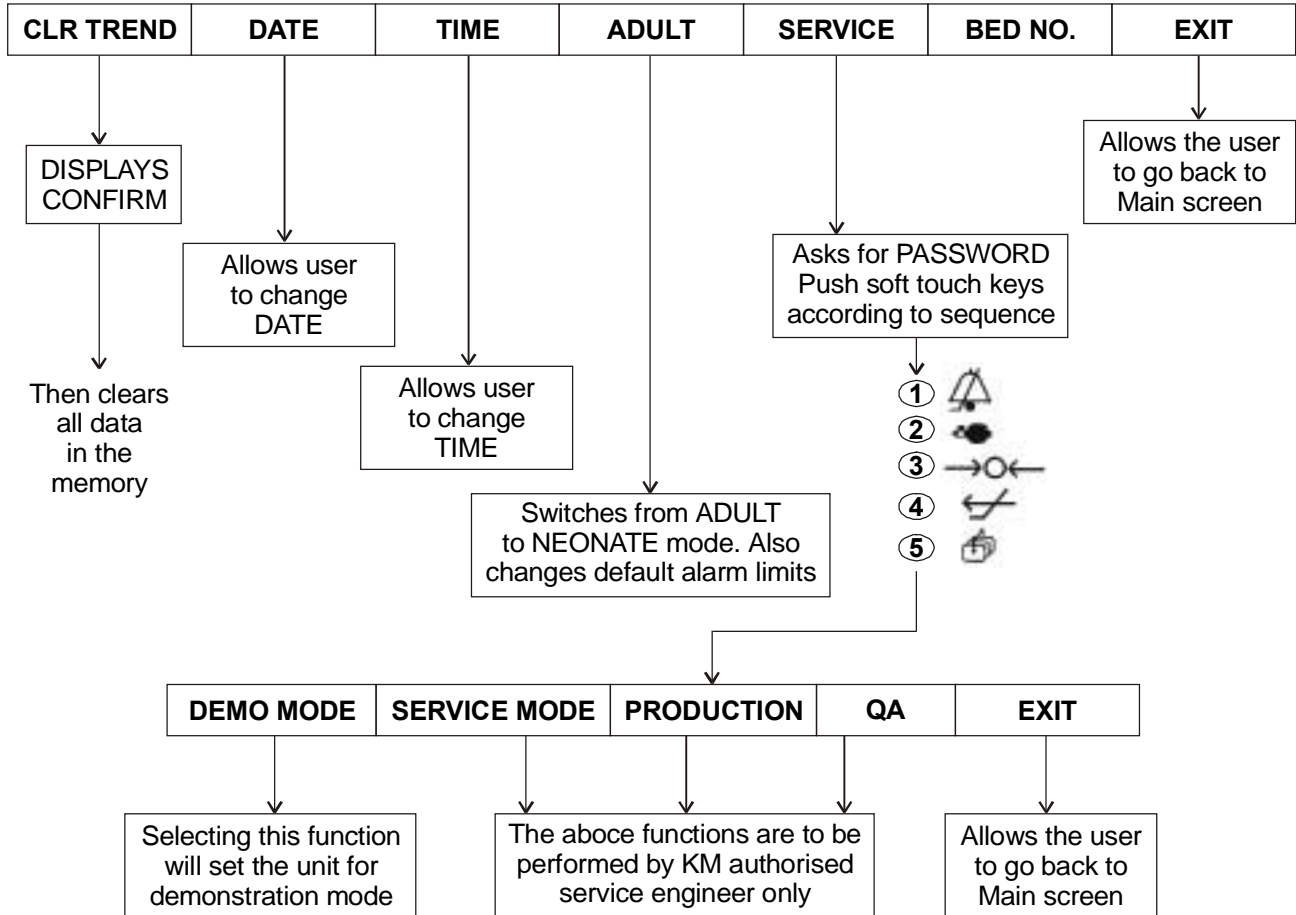 CLR TREND DATE TIME ADULT SERVICE BED NO. EXIT
DISPLAYS
CONFIRM
Then clears
all data
in the
memory
Allows user
to change
DATE
Allows user
to change
TIME
Switches from ADULT
to NEONATE mode. Also
changes default alarm limits
Asks for PASSWORD
Push soft touch keys
according to sequence
1
2
3
4
5
Allows the user
to go back to
Main screen
DEMO MODE SERVICE MODE PRODUCTION QA EXIT
Selecting this function
will set the unit for
demonstration mode
The aboce functions are to be
performed by KM authorised
service engineer only
Allows the user
to go back to
Main screen